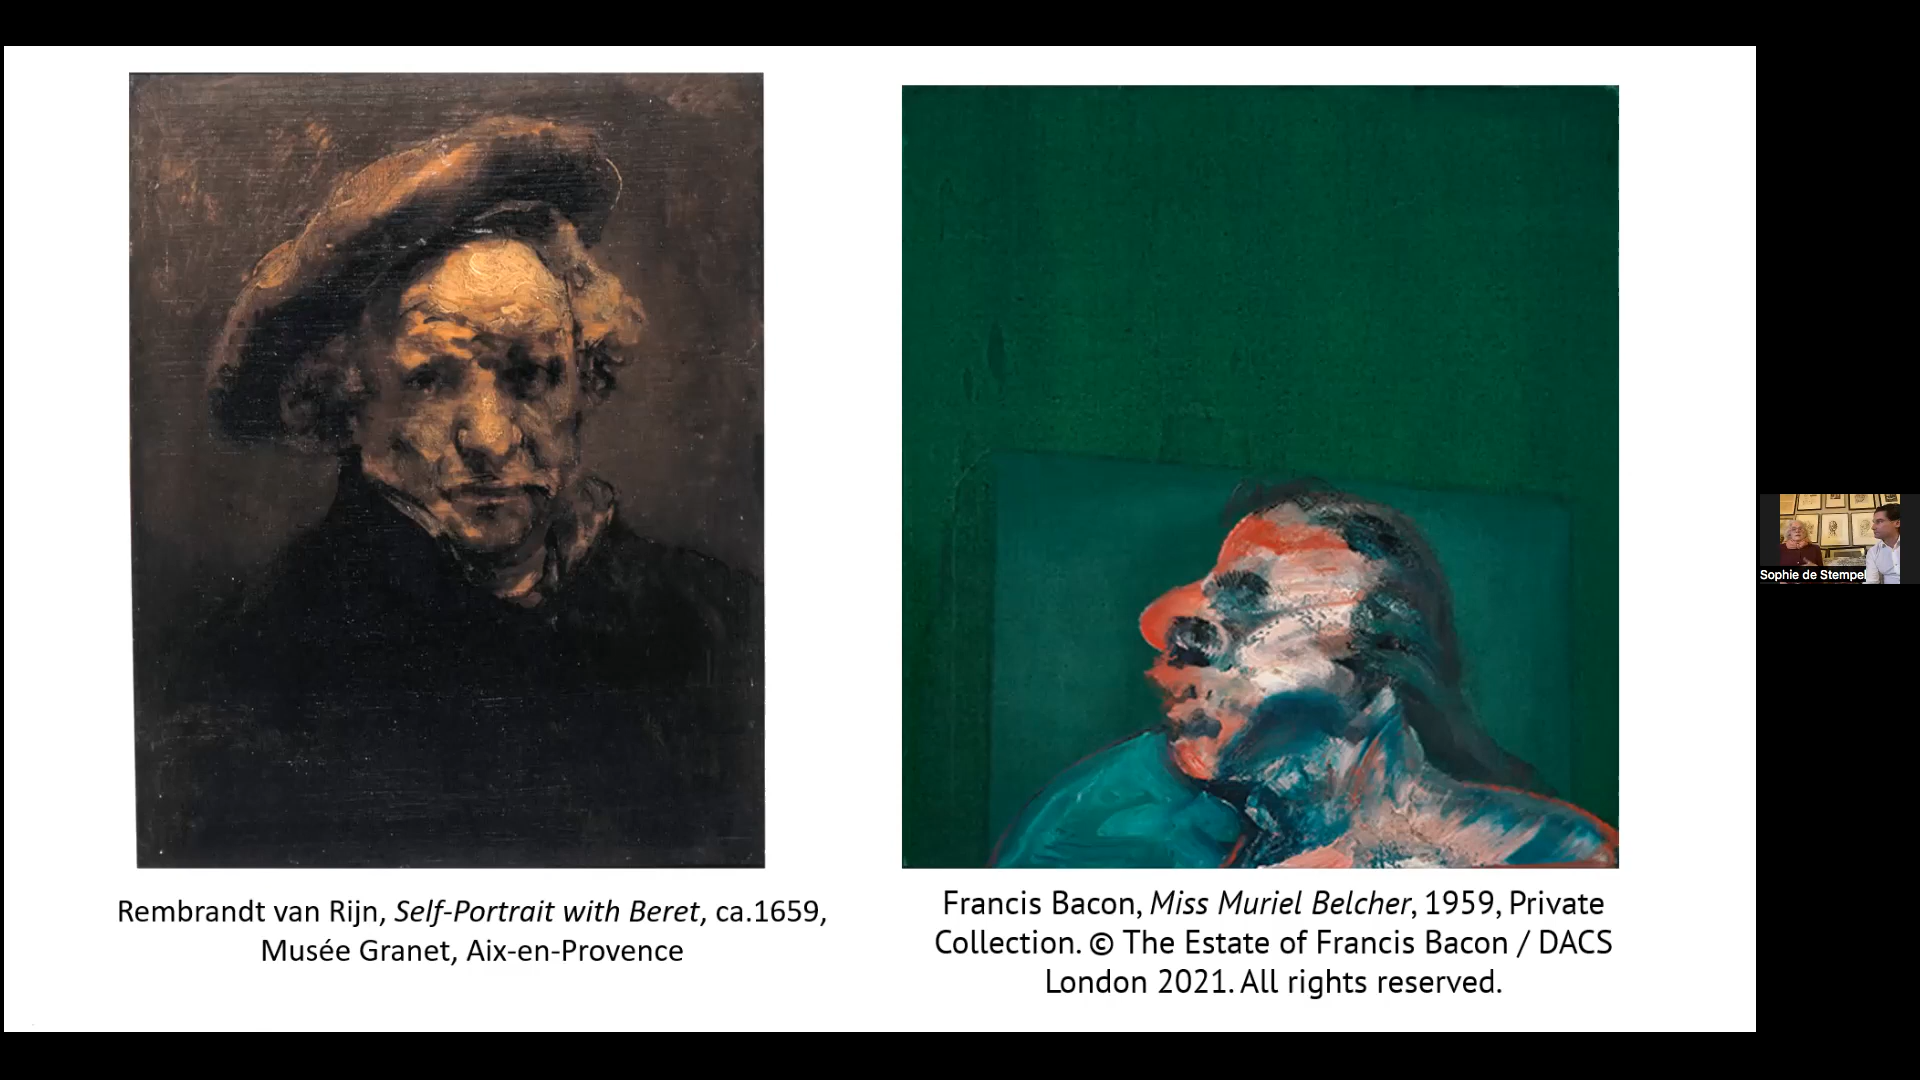 Rembrandt van Rijn, Self-Portrait with Beret, ca.1659,
Musée Granet, Aix-en-Provence
Francis Bacon, Miss Muriel Belcher, 1959, Private
Collection. © The Estate of Francis Bacon / DACS
London 2021. All rights reserved.
Sophie de Stempel